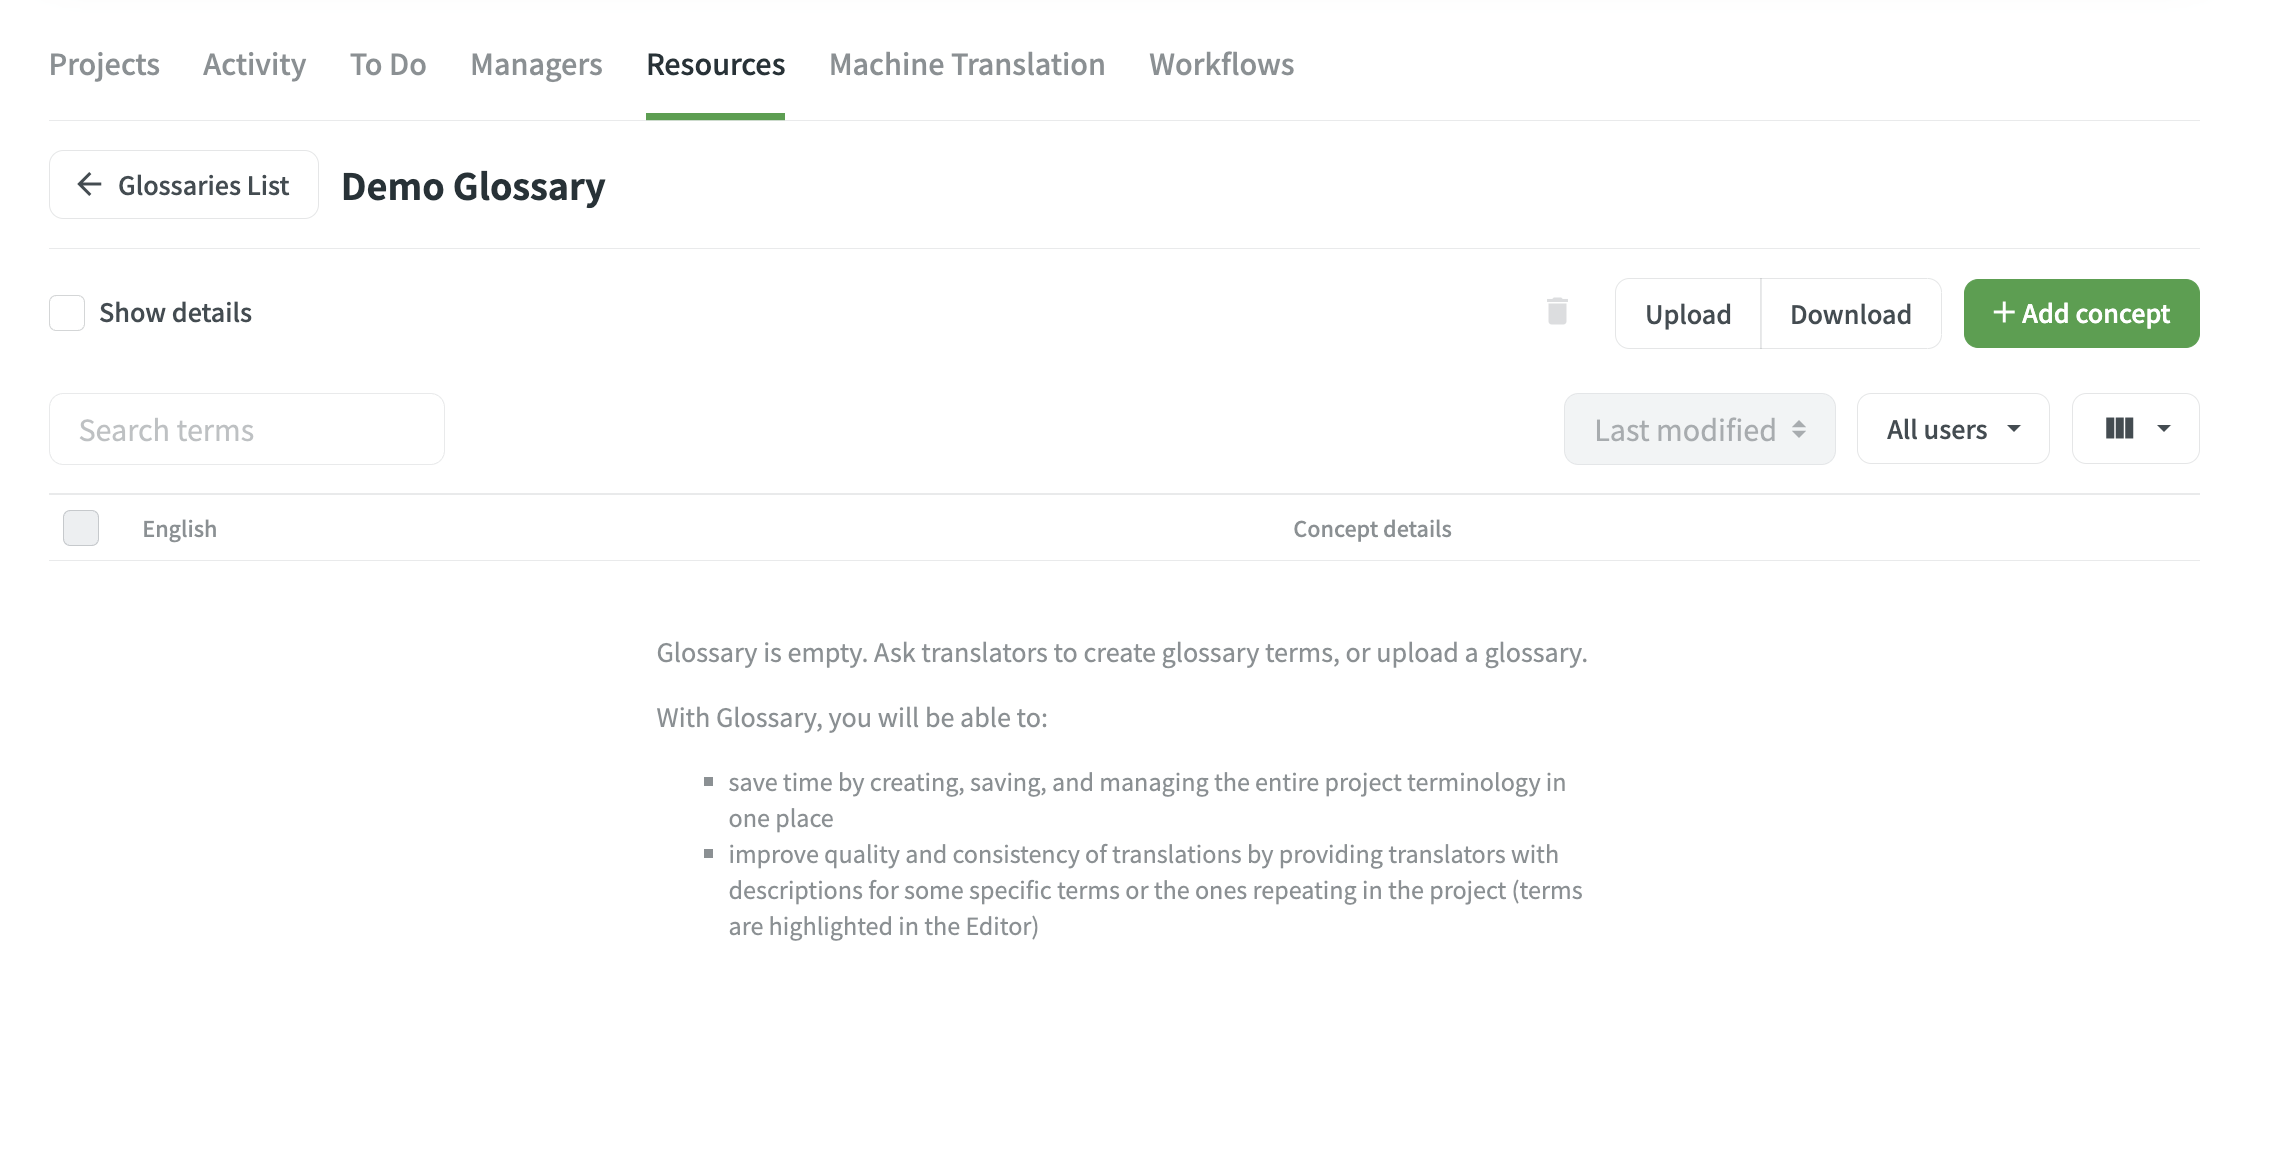 Projects Activity To Do Managers Resources Machine Translation Workflows
Glossaries List Demo Glossary
Show details Upload Download + Add concept
Search terms Last modified All users
English Concept details
Glossary is empty. Ask translators to create glossary terms, or upload a glossary.
With Glossary, you will be able to:
save time by creating, saving, and managing the entire project terminology in
one place
improve quality and consistency of translations by providing translators with
descriptions for some specific terms or the ones repeating in the project (terms
are highlighted in the Editor)